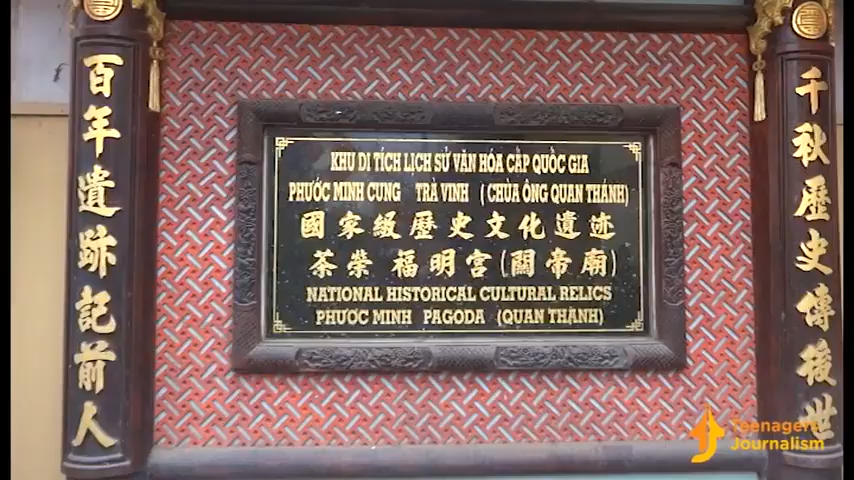 百年遺跡記前人
KHU DI TÍCH LỊCH SỬ VĂN HÓA CẤP QUỐC GIA
PHƯỚC MINH CUNG TRÀ VINH (CHÙA ÔNG QUAN THÁNH)
國家級歷史文化遺迹
茶榮 福明宮(關帝廟)
NATIONAL HISTORICAL CULTURAL RELICS
PHƯỚC MINH PAGODA (QUAN THÁNH)
千秋歷史傳後世
Teenagers
Journalism